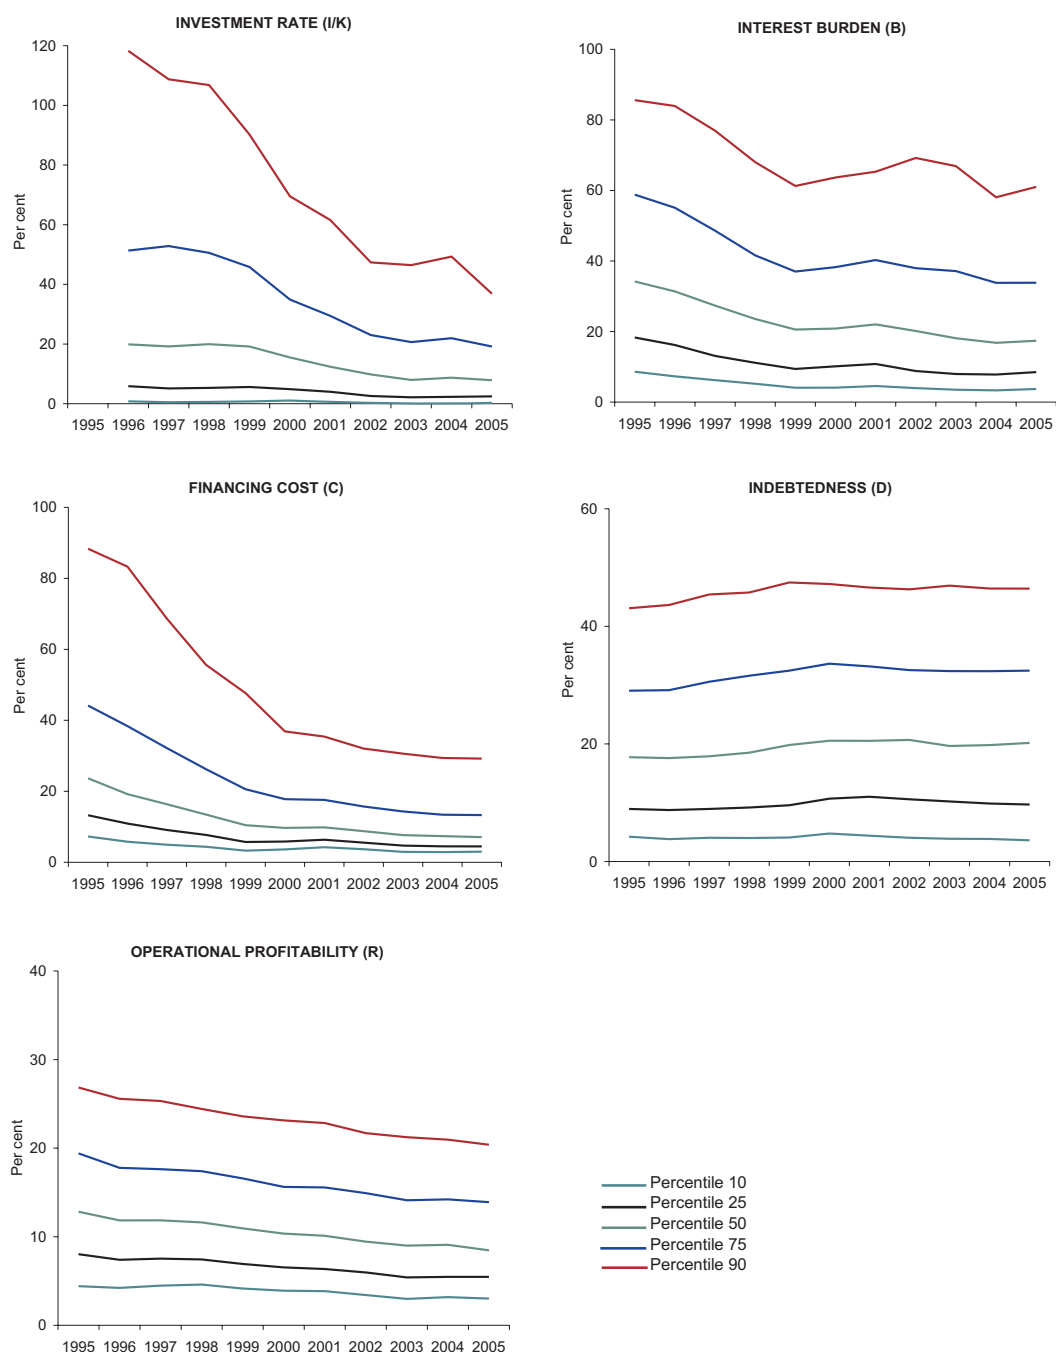 INVESTMENT RATE (I/K)
120
100
80
60
40
20
0
Per cent
1995 1996 1997 1998 1999 2000 2001 2002 2003 2004 2005
INTEREST BURDEN (B)
100
80
60
40
20
0
Per cent
1995 1996 1997 1998 1999 2000 2001 2002 2003 2004 2005
FINANCING COST (C)
100
80
60
40
20
0
Per cent
1995 1996 1997 1998 1999 2000 2001 2002 2003 2004 2005
INDEBTEDNESS (D)
60
40
20
0
Per cent
1995 1996 1997 1998 1999 2000 2001 2002 2003 2004 2005
OPERATIONAL PROFITABILITY (R)
40
30
20
10
0
Per cent
1995 1996 1997 1998 1999 2000 2001 2002 2003 2004 2005
Percentile 10
Percentile 25
Percentile 50
Percentile 75
Percentile 90